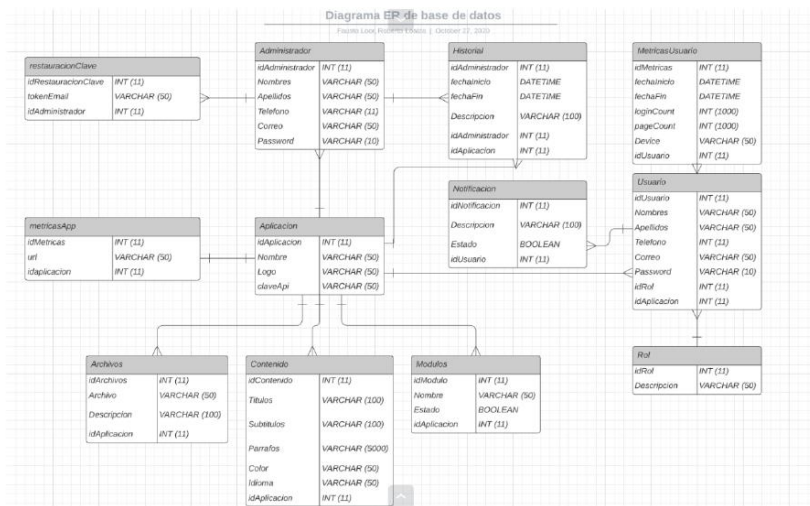 Diagrama ER de base de datos
Fausto Loor, Roberto Loaiza | October 27, 2020
restauracionClave
idRestauracionClave INT (11)
tokenEmail VARCHAR (50)
idAdministrador INT (11)
Administrador
idAdministrador INT (11)
Nombres VARCHAR (50)
Apellidos VARCHAR (50)
Telefono VARCHAR (11)
Correo VARCHAR (50)
Password VARCHAR (10)
Historial
idAdministrador INT (11)
fechaInicio DATETIME
fechaFin DATETIME
Descripcion VARCHAR (100)
idAdministrador INT (11)
idAplicacion INT (11)
MetricasUsuario
idMetricas INT (11)
fechaInicio DATETIME
fechaFin DATETIME
loginCount INT (1000)
pageCount INT (1000)
Device VARCHAR (50)
idUsuario INT (11)
metricasApp
idMetricas INT (11)
url VARCHAR (50)
idaplicacion INT (11)
Aplicacion
idAplicacion INT (11)
Nombre VARCHAR (50)
Logo VARCHAR (50)
claveApi VARCHAR (50)
Notificacion
idNotificacion INT (11)
Descripcion VARCHAR (100)
Estado BOOLEAN
idUsuario INT (11)
Usuario
idUsuario INT (11)
Nombres VARCHAR (50)
Apellidos VARCHAR (50)
Telefono INT (11)
Correo VARCHAR (50)
Password VARCHAR (10)
idRol INT (11)
idAplicacion INT (11)
Archivos
idArchivos INT (11)
Archivo VARCHAR (50)
Descripcion VARCHAR (100)
idAplicacion INT (11)
Contenido
idContenido INT (11)
Titulos VARCHAR (100)
Subtitulos VARCHAR (100)
Parrafos VARCHAR (5000)
Color VARCHAR (50)
Idioma VARCHAR (50)
idAplicacion INT (11)
Modulos
idModulo INT (11)
Nombre VARCHAR (50)
Estado BOOLEAN
idAplicacion INT (11)
Rol
idRol INT (11)
Descripcion VARCHAR (50)